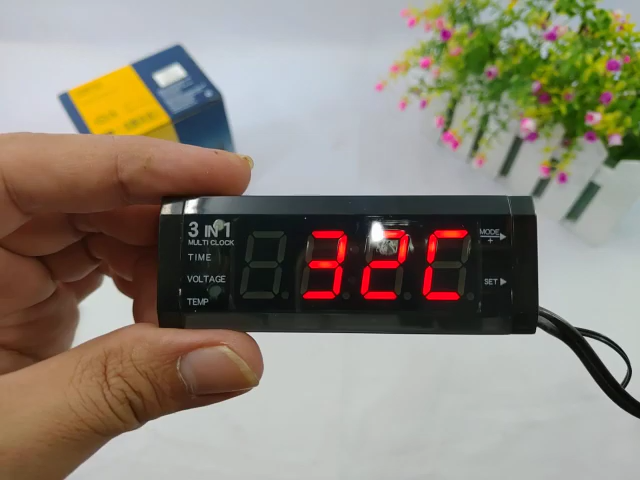 3 IN 1
MULTI CLOCK
TIME
VOLTAGE
TEMP
32C
MODE
+
SET